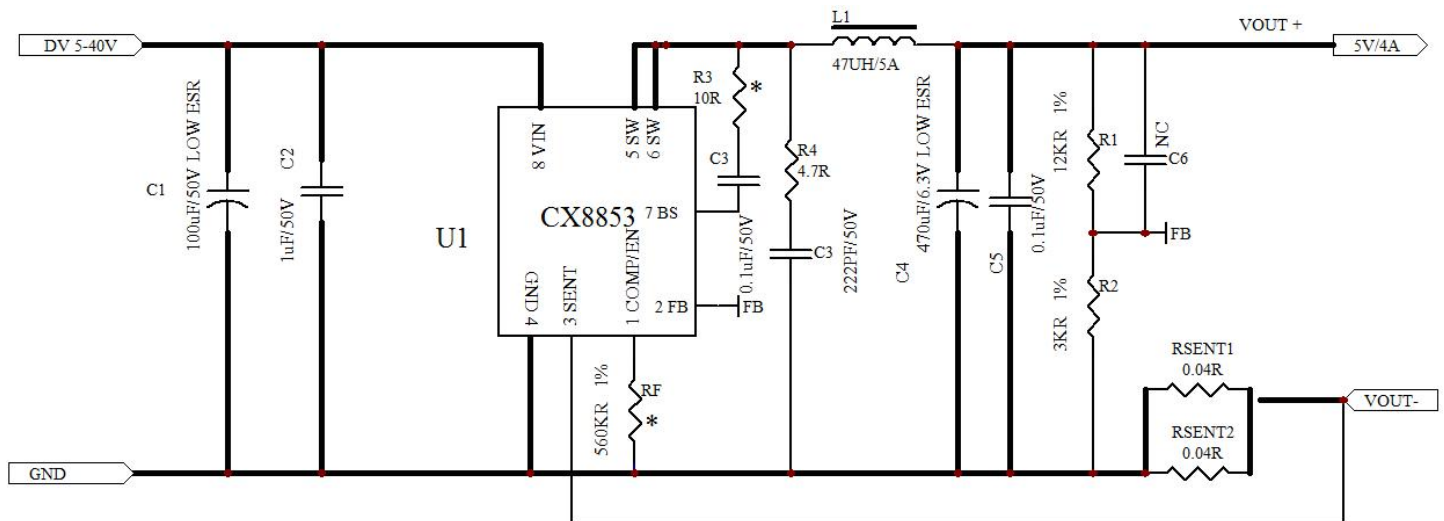 DV 5-40V
C1
100uF/50V LOW ESR
C2
1uF/50V
U1
CX8853
VIN 8
5 SW
6 SW
7 BS
2 FB
FB
GND 4
3 SENT
1 COMP/EN
R3
10R
*
C3
0.1uF/50V
R4
4.7R
C3
222PF/50V
L1
47UH/5A
C4
470uF/6.3V LOW ESR
C5
0.1uF/50V
VOUT +
5V/4A
R1
12KR 1%
NC
C6
FB
R2
3KR 1%
RF
560KR 1%
*
RSENT1
0.04R
RSENT2
0.04R
VOUT-
GND